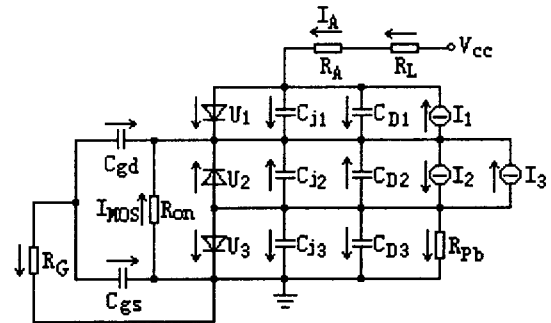 I_A
R_A R_L V_cc
U_1 C_j1 C_D1 I_1
C_gd
U_2 C_j2 C_D2 I_2 I_3
I_MOS R_on
R_G U_3 C_j3 C_D3 R_Pb
C_gs